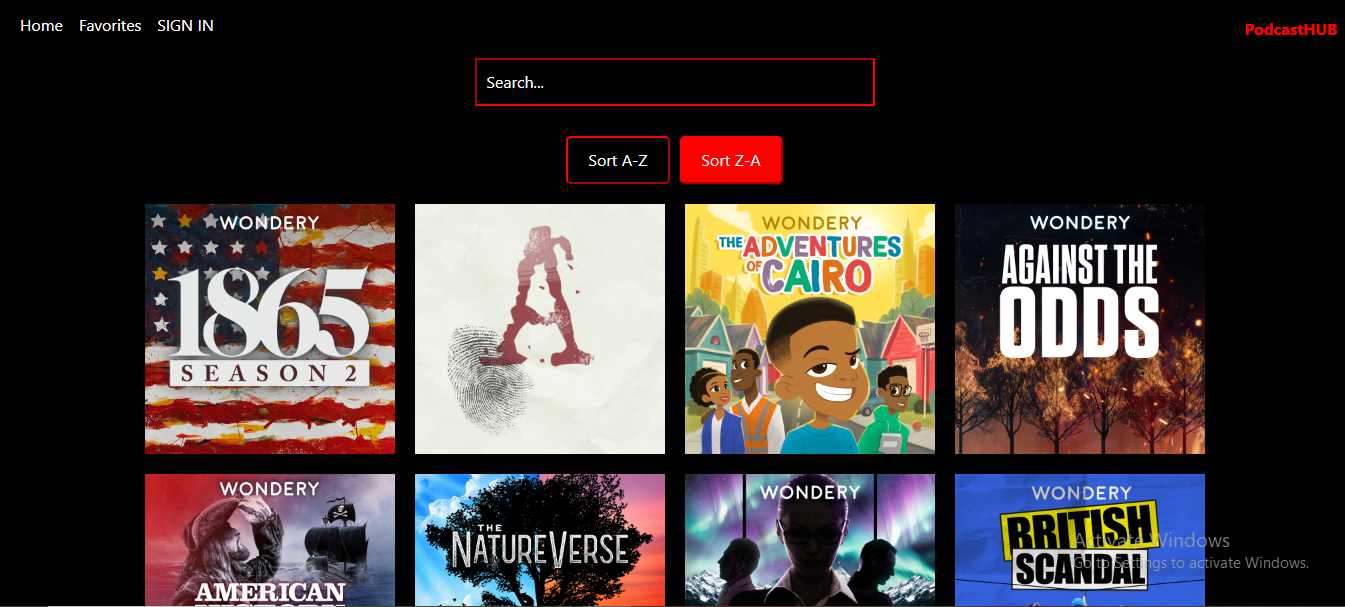 Home Favorites SIGN IN
PodcastHUB
Search...
Sort A-Z
Sort Z-A
WONDERY
1865
SEASON 2
A
WONDERY
THE ADVENTURES
OF CAIRO
WONDERY
AGAINST THE
ODDS
WONDERY
AMERICAN
THE
NATUREVERSE
WONDERY
WONDERY
BRITISH
SCANDAL
Activate Windows
Go to Settings to activate Windows.